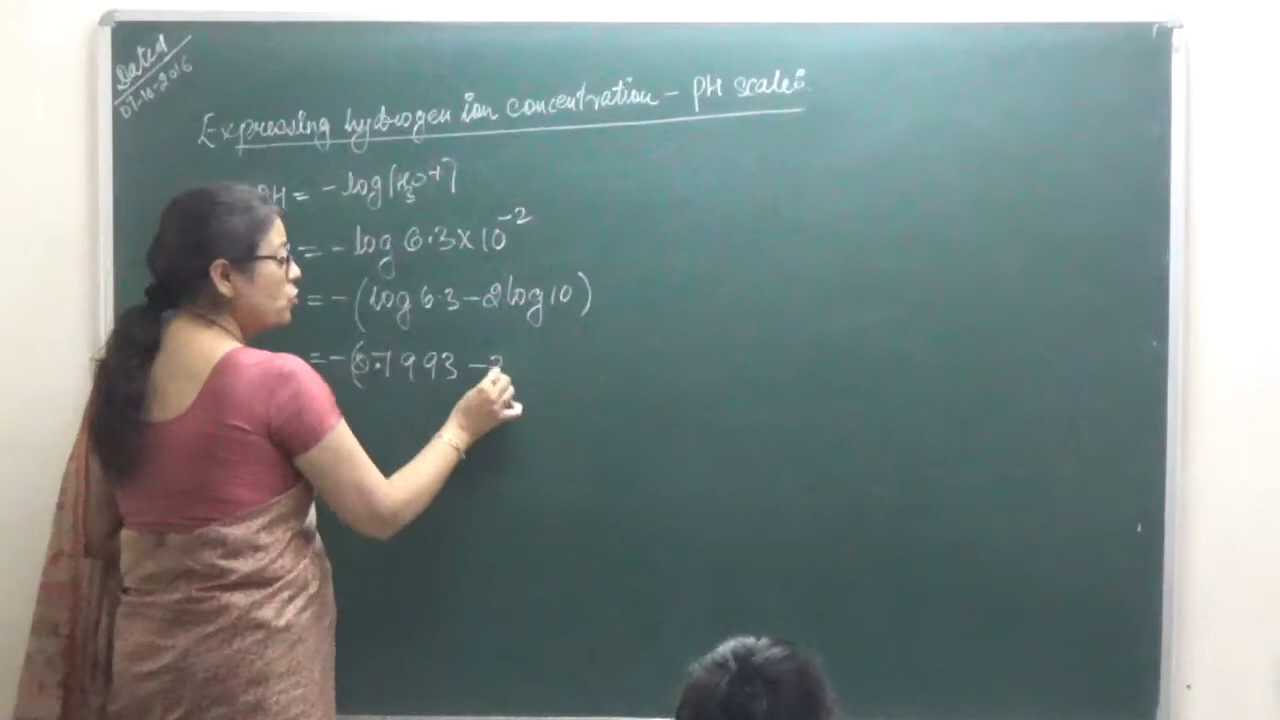 Dated
07-10-2016
Expressing hydrogen ion concentration - PH scale:
PH = - log [H3O+]
= - log 6.3 x 10^-2
= - (log 6.3 - 2 log 10)
= - (0.7993 - 2